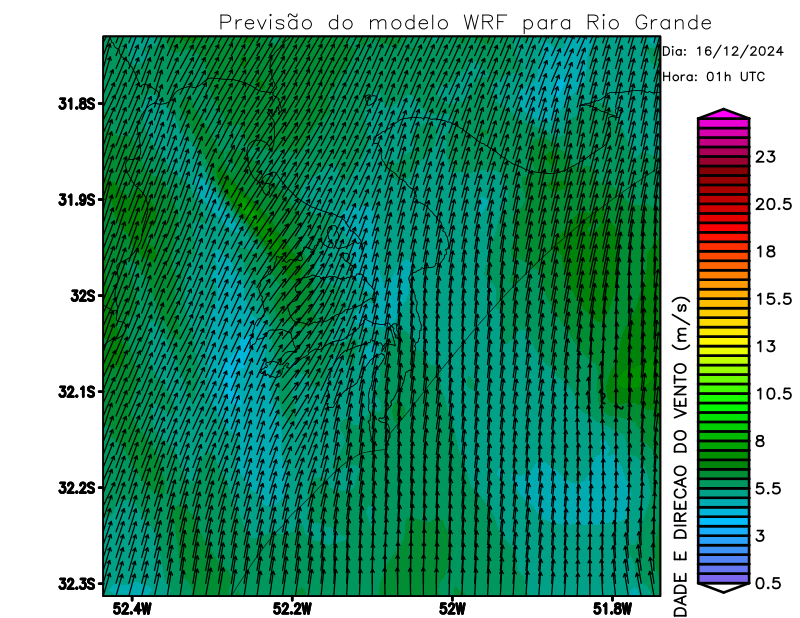 Previsão do modelo WRF para Rio Grande
Dia: 16/12/2024
Hora: 01h UTC
31.8S
31.9S
32S
32.1S
32.2S
32.3S
52.4W
52.2W
52W
51.8W
23
20.5
18
15.5
13
10.5
8
5.5
3
0.5
DADE E DIRECAO DO VENTO (m/s)